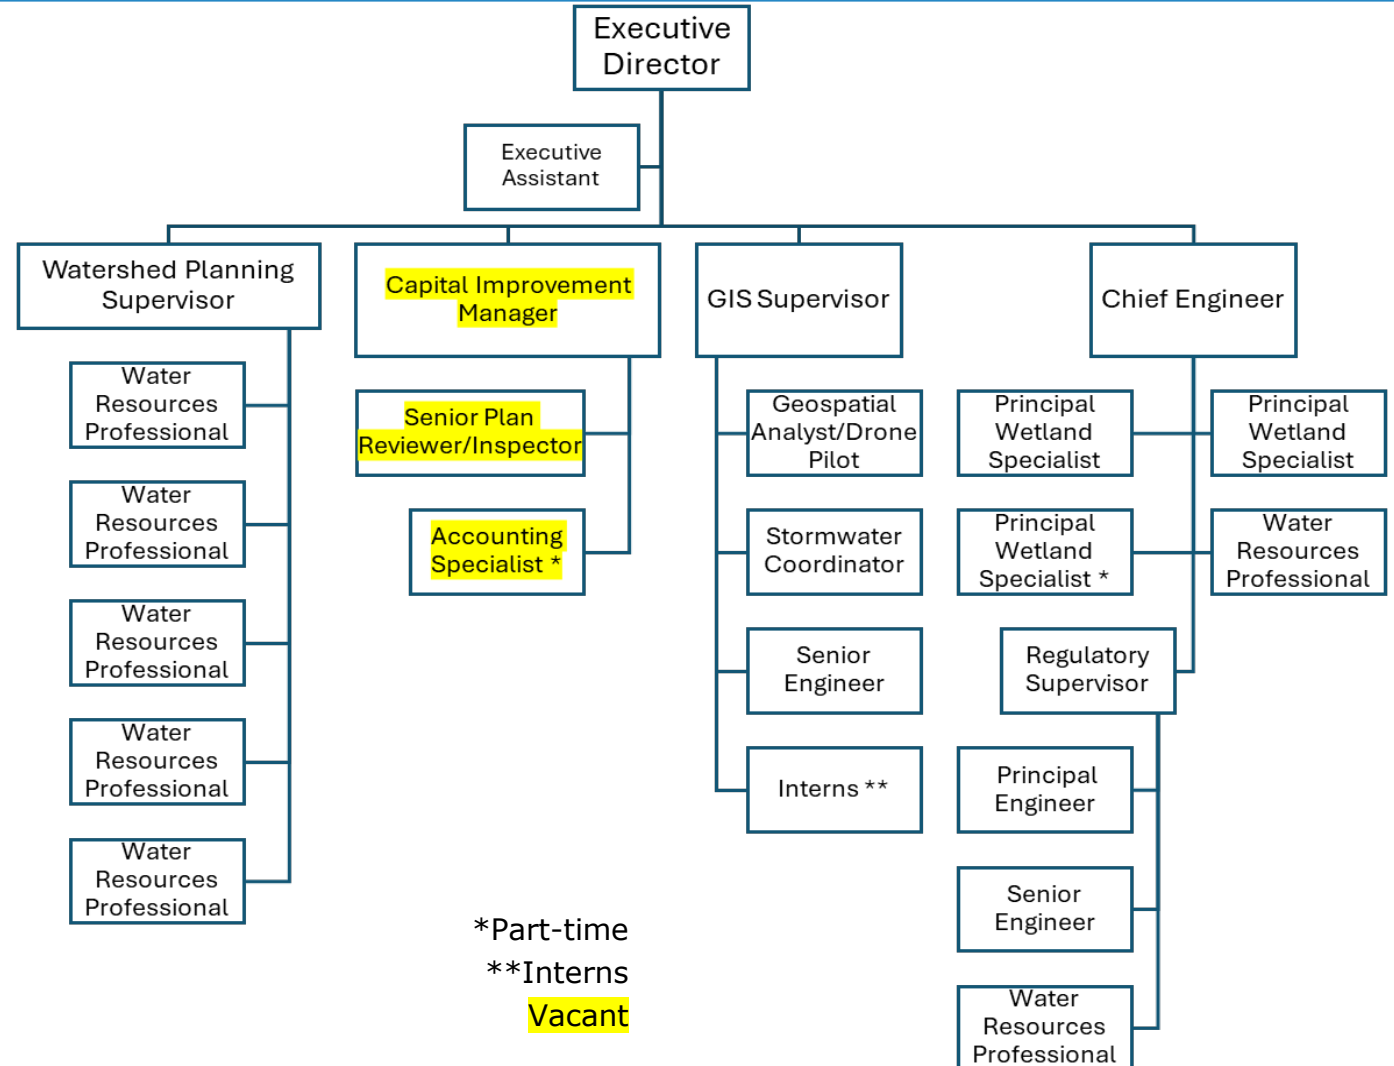 Executive
Director
Executive
Assistant
Watershed Planning
Supervisor
Capital Improvement
Manager
GIS Supervisor
Chief Engineer
Water
Resources
Professional
Water
Resources
Professional
Water
Resources
Professional
Water
Resources
Professional
Water
Resources
Professional
Senior Plan
Reviewer/Inspector
Accounting
Specialist *
Geospatial
Analyst/Drone
Pilot
Stormwater
Coordinator
Senior
Engineer
Interns **
Principal
Wetland
Specialist
Principal
Wetland
Specialist
Principal
Wetland
Specialist *
Water
Resources
Professional
Regulatory
Supervisor
Principal
Engineer
Senior
Engineer
Water
Resources
Professional
*Part-time
**Interns
Vacant